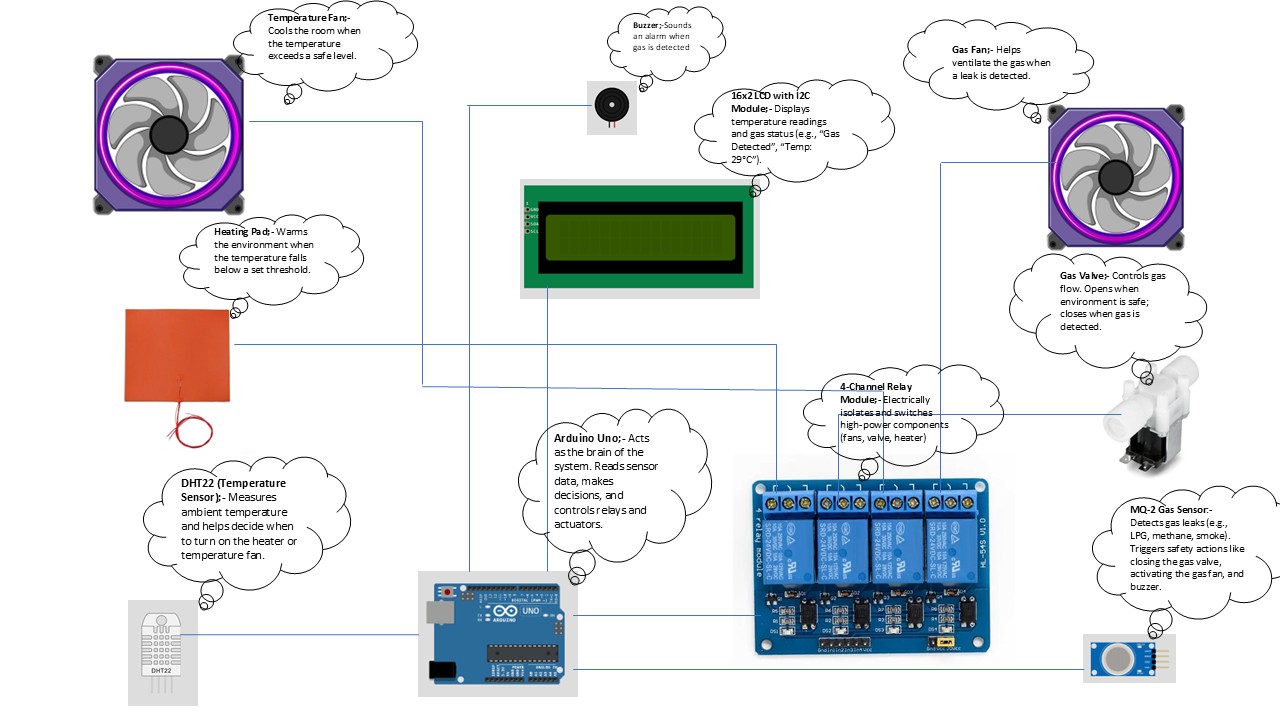 Temperature Fan;-
Cools the room when
the temperature
exceeds a safe level.
Buzzer;-Sounds
an alarm when
gas is detected
Gas Fan;- Helps
ventilate the gas when
a leak is detected.
16x2 LCD with I2C
Module;- Displays
temperature readings
and gas status (e.g., “Gas
Detected”, “Temp:
29°C”).
Heating Pad;- Warms
the environment when
the temperature falls
below a set threshold.
Gas Valve;- Controls gas
flow. Opens when
environment is safe;
closes when gas is
detected.
4-Channel Relay
Module;- Electrically
isolates and switches
high-power components
(fans, valve, heater)
Arduino Uno;- Acts
as the brain of the
system. Reads sensor
data, makes
decisions, and
controls relays and
actuators.
DHT22 (Temperature
Sensor);- Measures
ambient temperature
and helps decide when
to turn on the heater or
temperature fan.
MQ-2 Gas Sensor:-
Detects gas leaks (e.g.,
LPG, methane, smoke).
Triggers safety actions like
closing the gas valve,
activating the gas fan, and
buzzer.
4 relay module
HL-54S V1.0
UNO
ARDUINO
DHT22